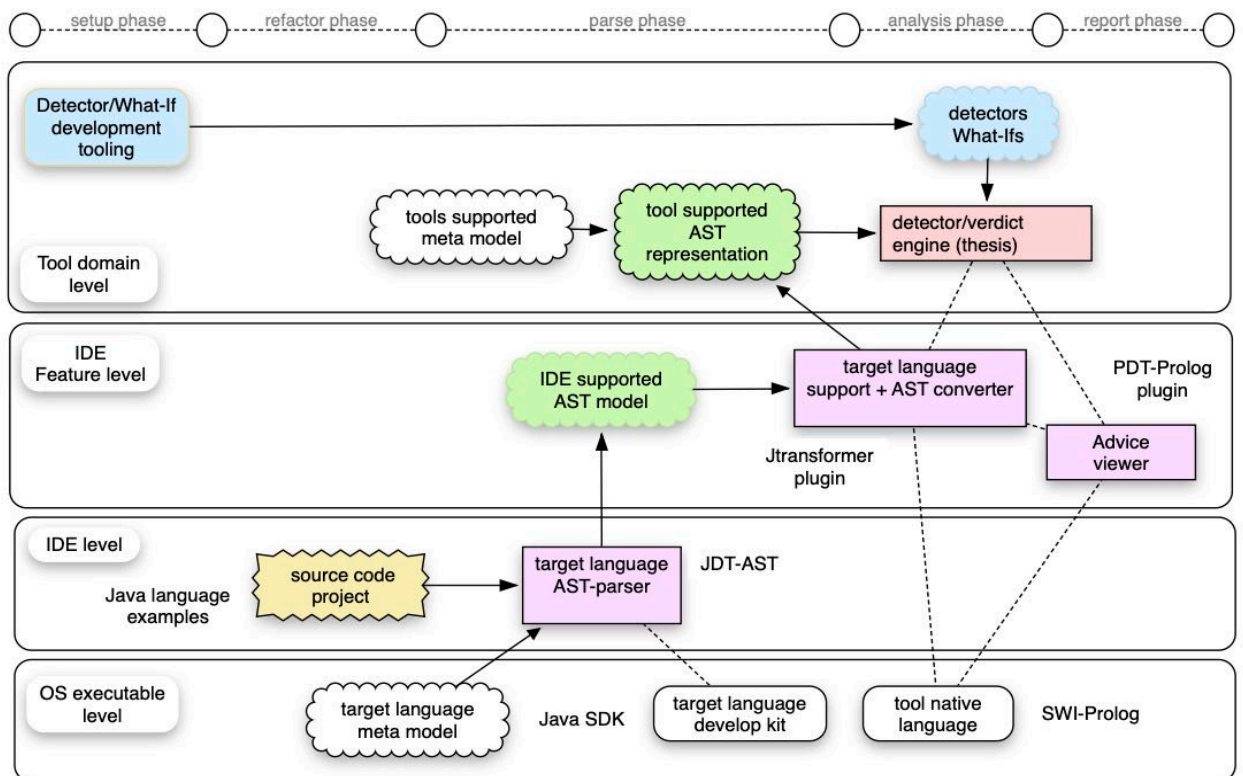 setup phase
refactor phase
parse phase
analysis phase
report phase
Detector/What-If
development
tooling
detectors
What-Ifs
tools supported
meta model
tool supported
AST
representation
detector/verdict
engine (thesis)
Tool domain
level
IDE
Feature level
IDE supported
AST model
target language
support + AST converter
PDT-Prolog
plugin
Jtransformer
plugin
Advice
viewer
IDE level
Java language
examples
source code
project
target language
AST-parser
JDT-AST
OS executable
level
target language
meta model
Java SDK
target language
develop kit
tool native
language
SWI-Prolog